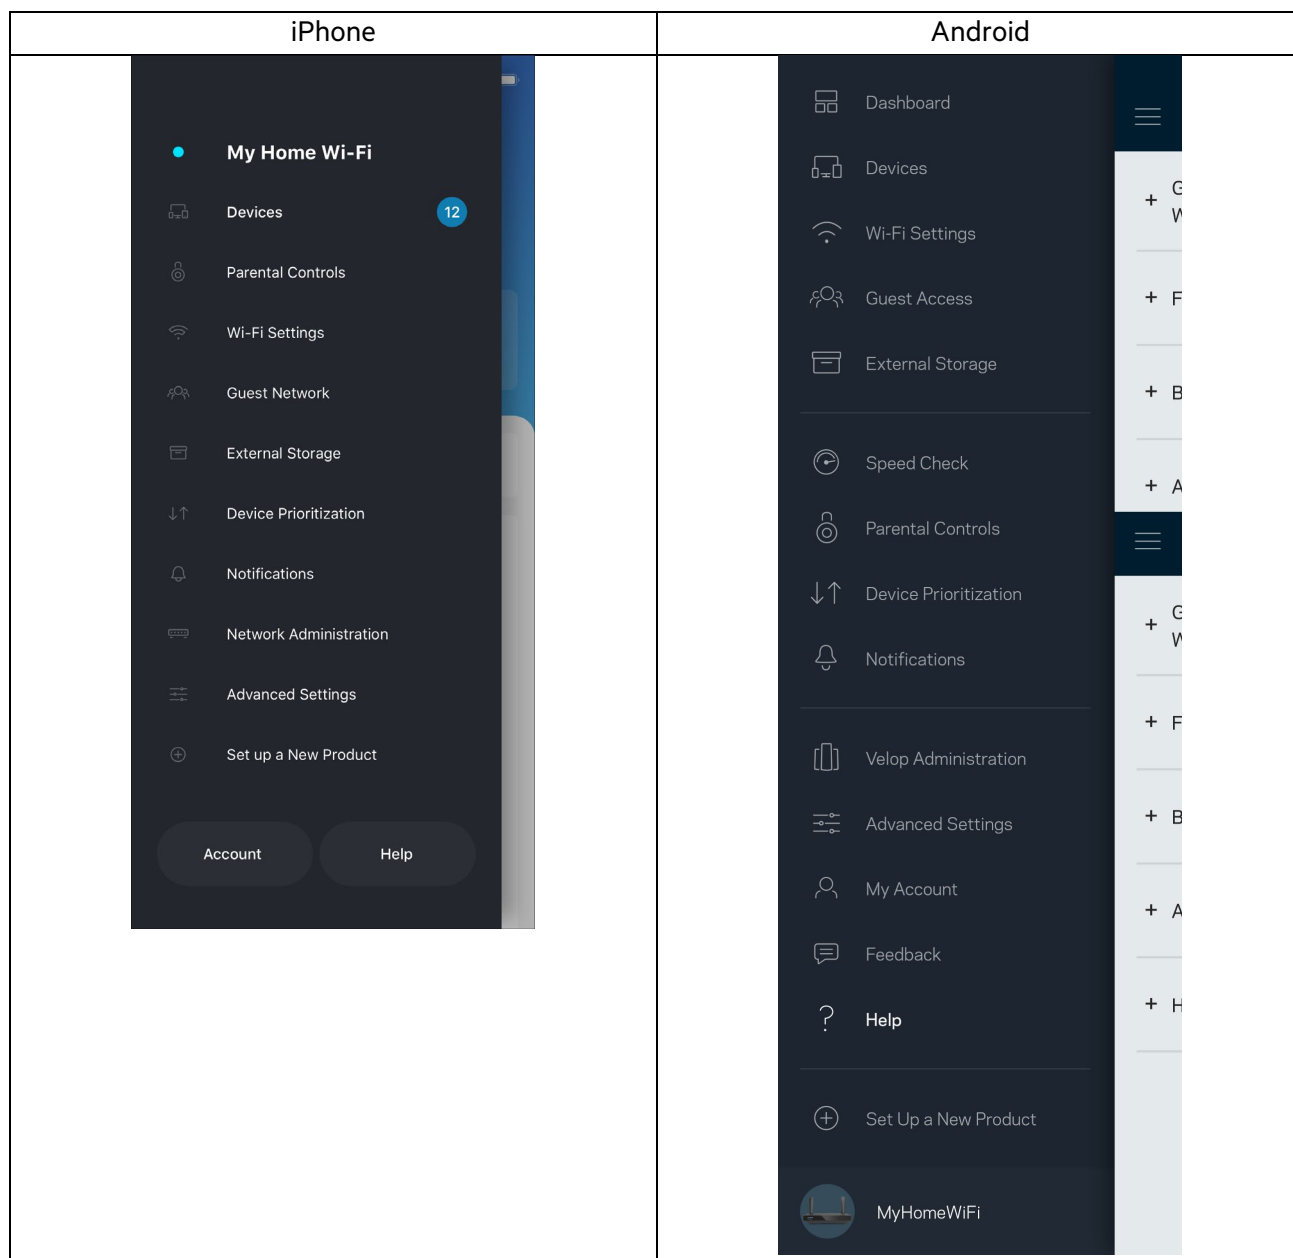 iPhone
Android
My Home Wi-Fi
Devices 12
Parental Controls
Wi-Fi Settings
Guest Network
External Storage
Device Prioritization
Notifications
Network Administration
Advanced Settings
Set up a New Product
Account
Help
Dashboard
Devices
Wi-Fi Settings
Guest Access
External Storage
Speed Check
Parental Controls
Device Prioritization
Notifications
Velop Administration
Advanced Settings
My Account
Feedback
Help
Set Up a New Product
MyHomeWiFi